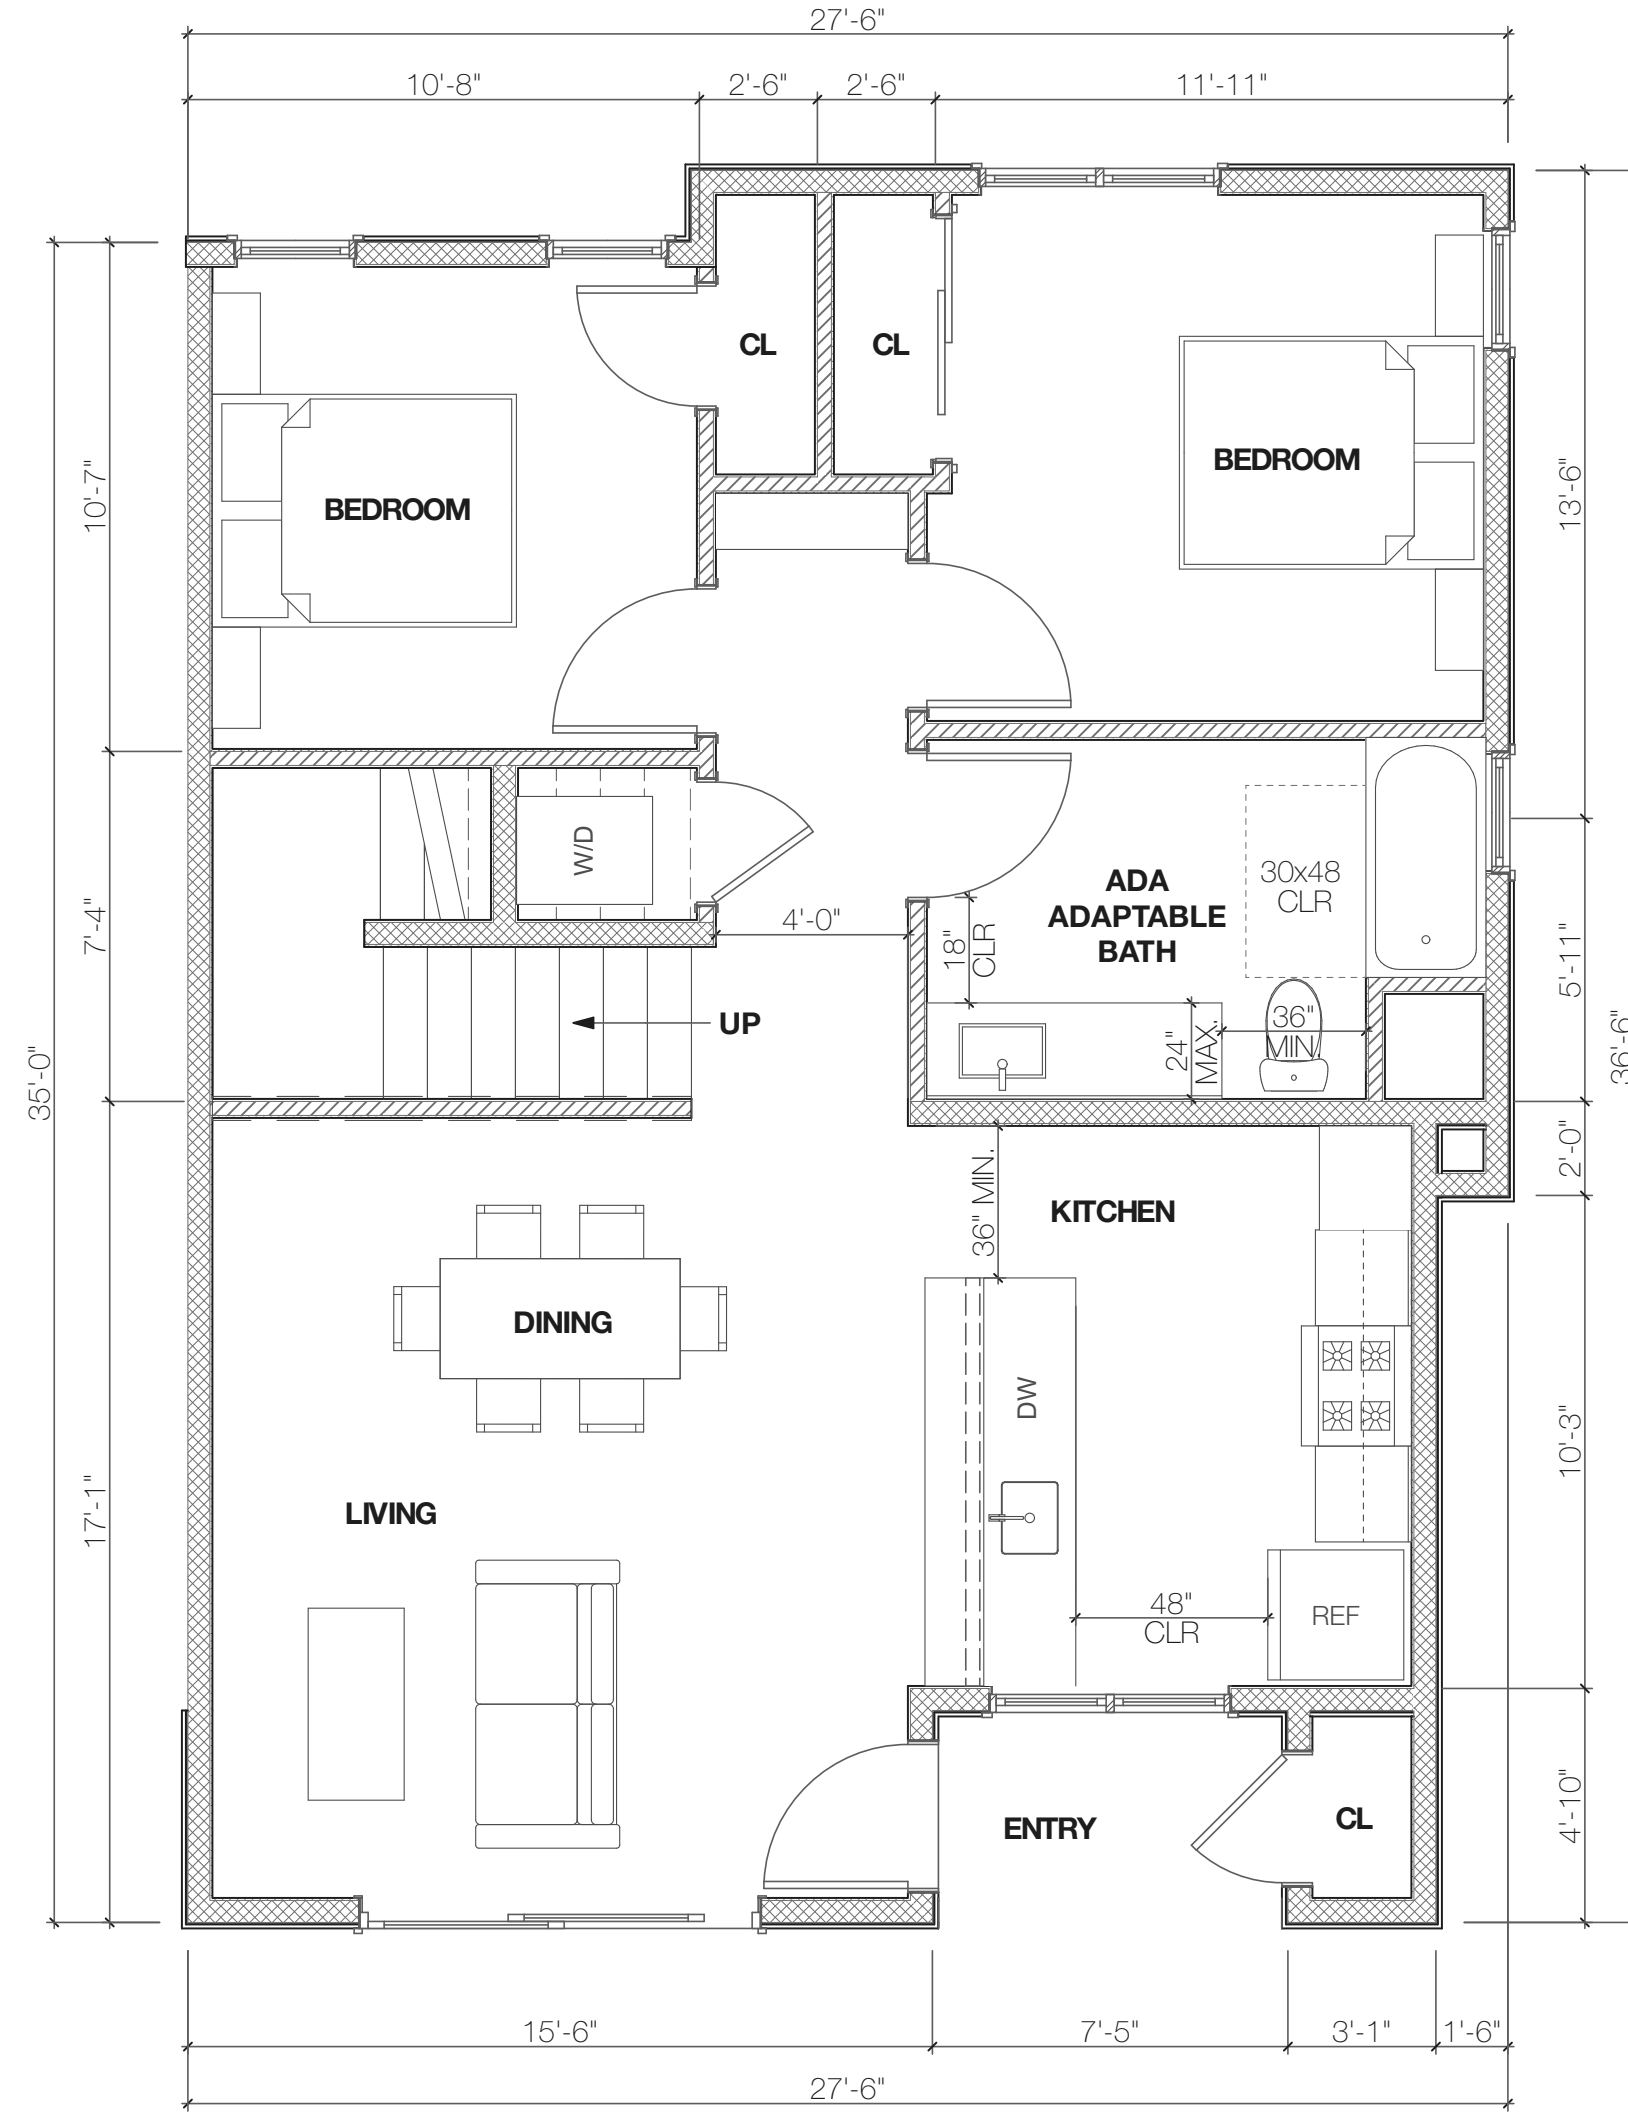 27'-6"
10'-8"
2'-6"
2'-6"
11'-11"
CL
CL
BEDROOM
BEDROOM
10'-7"
13'-6"
W/D
4'-0"
ADA
ADAPTABLE
BATH
30x48
CLR
18"
CLR
7'-4"
5'-11"
UP
24"
MAX.
36"
MIN
35'-0"
36'-6"
36" MIN.
KITCHEN
2'-0"
DINING
DW
10'-3"
LIVING
17'-1"
48"
CLR
REF
ENTRY
CL
4'-10"
15'-6"
7'-5"
3'-1"
1'-6"
27'-6"